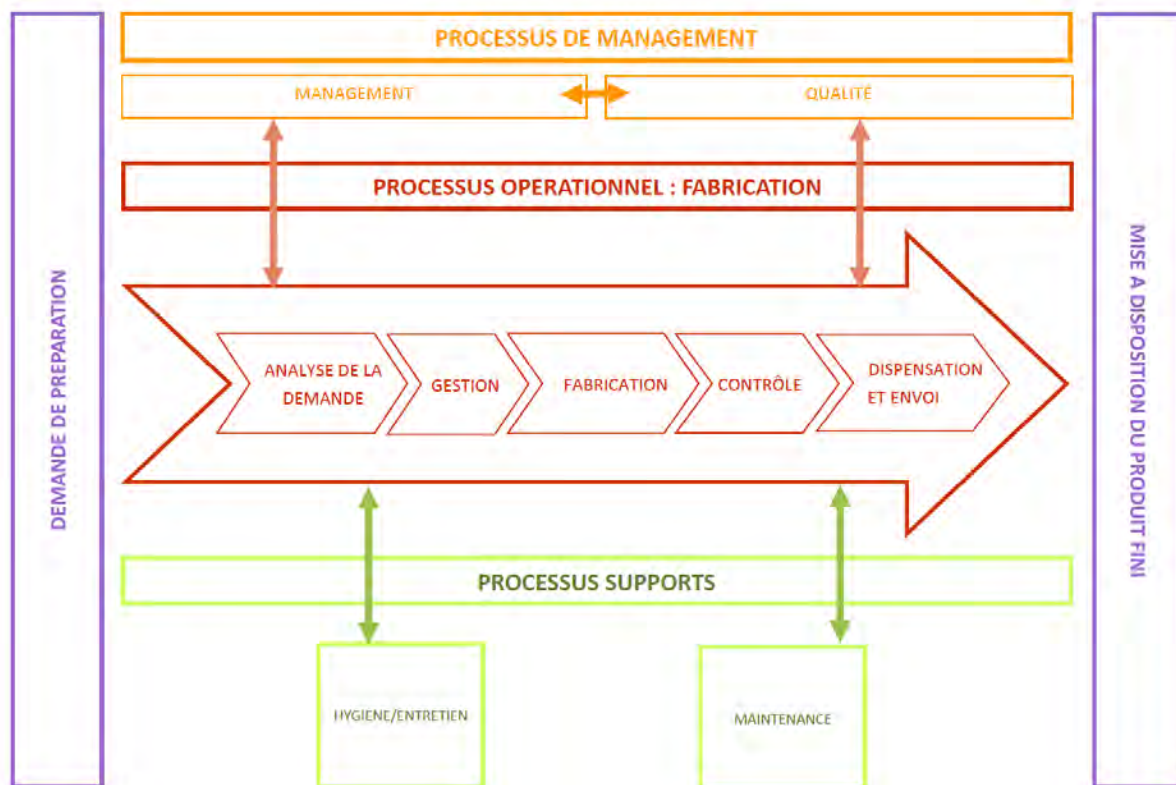 PROCESSUS DE MANAGEMENT
MANAGEMENT
QUALITÉ
PROCESSUS OPERATIONNEL : FABRICATION
DEMANDE DE PREPARATION
ANALYSE DE LA
DEMANDE
GESTION
FABRICATION
CONTRÔLE
DISPENSATION
ET ENVOI
MISE A DISPOSITION DU PRODUIT FINI
PROCESSUS SUPPORTS
HYGIENE/ENTRETIEN
MAINTENANCE